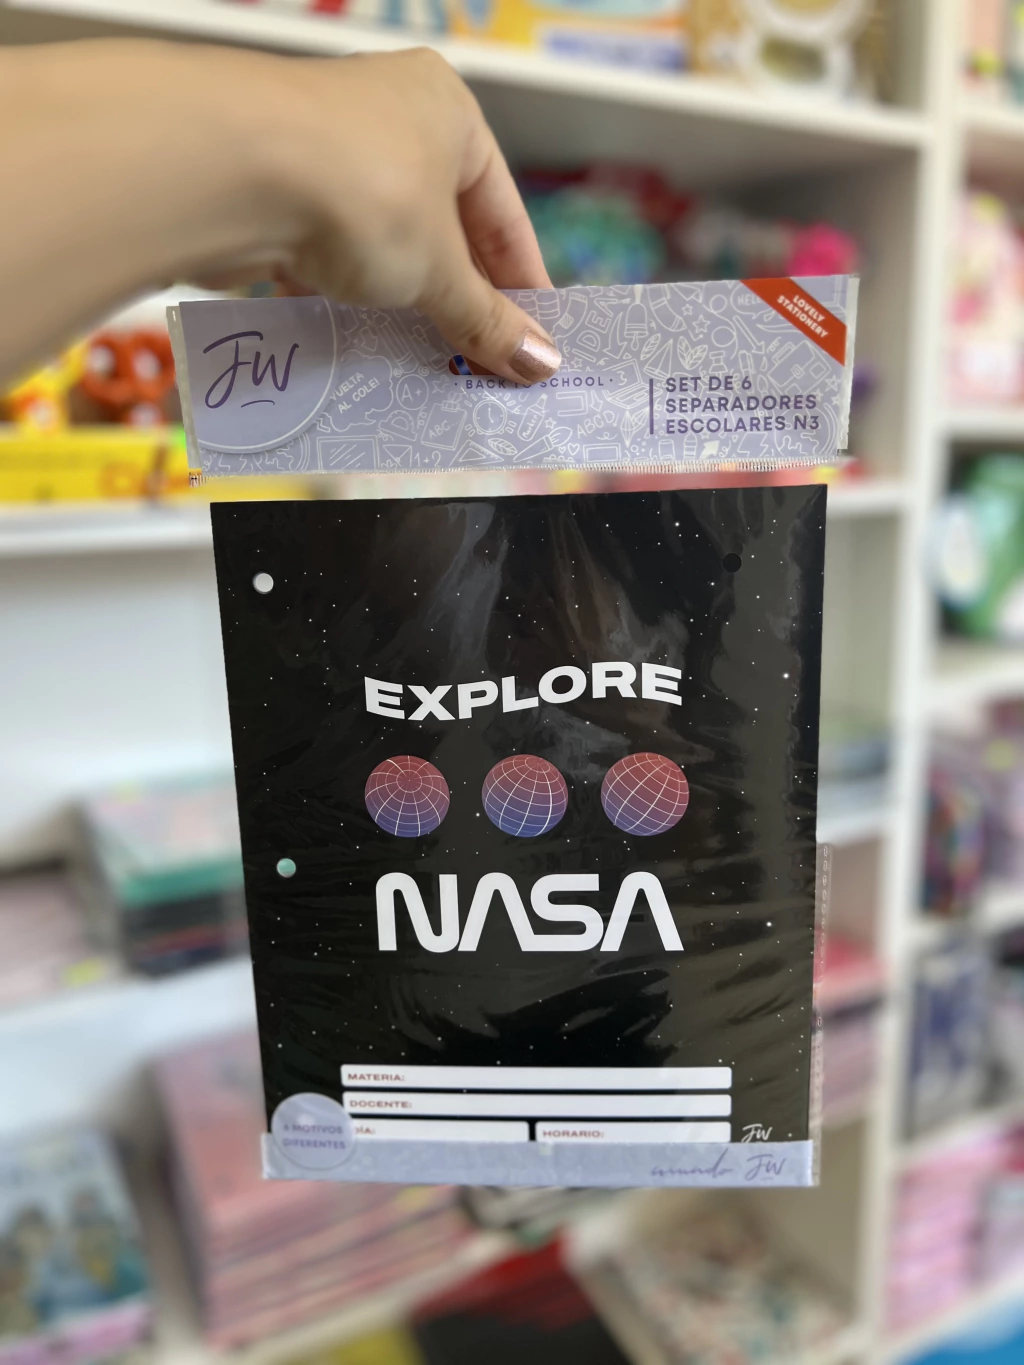 LOVELY
STATIONERY
JW
VUELTA
AL COLE!
· BACK TO SCHOOL ·
SET DE 6
SEPARADORES
ESCOLARES N3
EXPLORE
NASA
MATERIA:
DOCENTE:
DÍA:
HORARIO:
JW
MOTIVOS
DIFERENTES
mundo JW